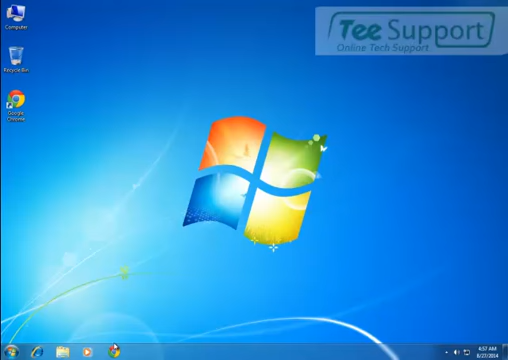 Computer
Recycle Bin
Google
Chrome
Tee Support
Online Tech Support
4:57 AM
8/27/2014